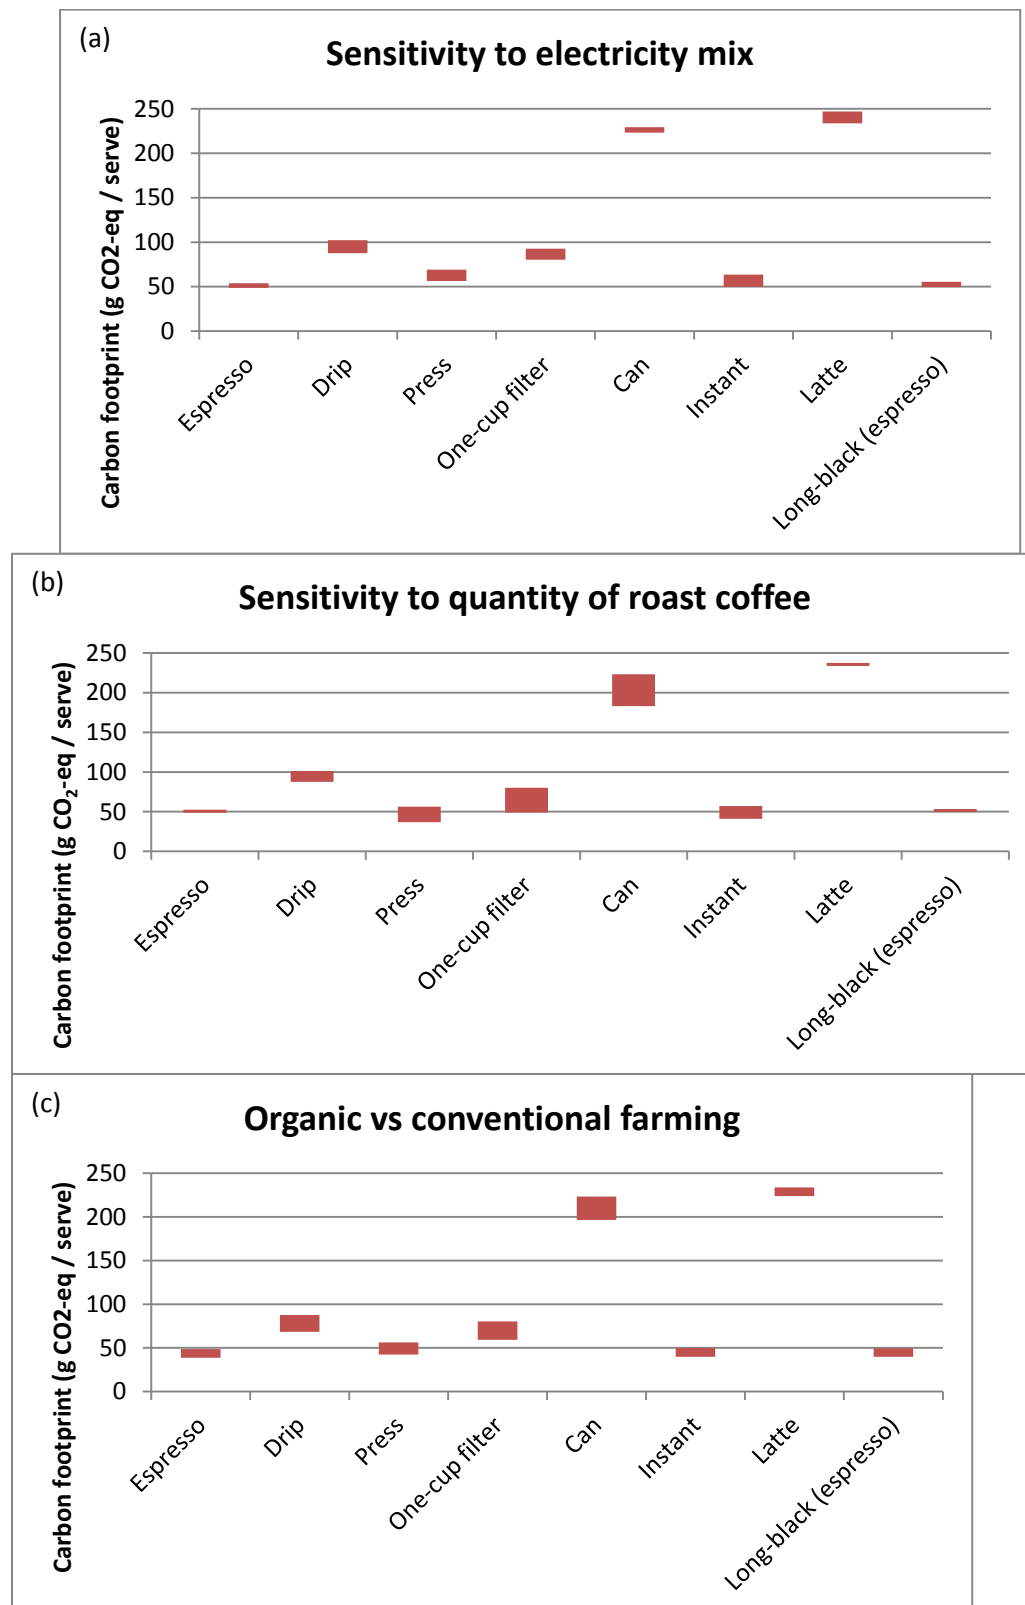 (a)
Sensitivity to electricity mix
Carbon footprint (g CO2-eq / serve)
250
200
150
100
50
0
Espresso
Drip
Press
One-cup filter
Can
Instant
Latte
Long-black (espresso)
(b)
Sensitivity to quantity of roast coffee
Carbon footprint (g CO₂-eq / serve)
250
200
150
100
50
0
Espresso
Drip
Press
One-cup filter
Can
Instant
Latte
Long-black (espresso)
(c)
Organic vs conventional farming
Carbon footprint (g CO2-eq / serve)
250
200
150
100
50
0
Espresso
Drip
Press
One-cup filter
Can
Instant
Latte
Long-black (espresso)